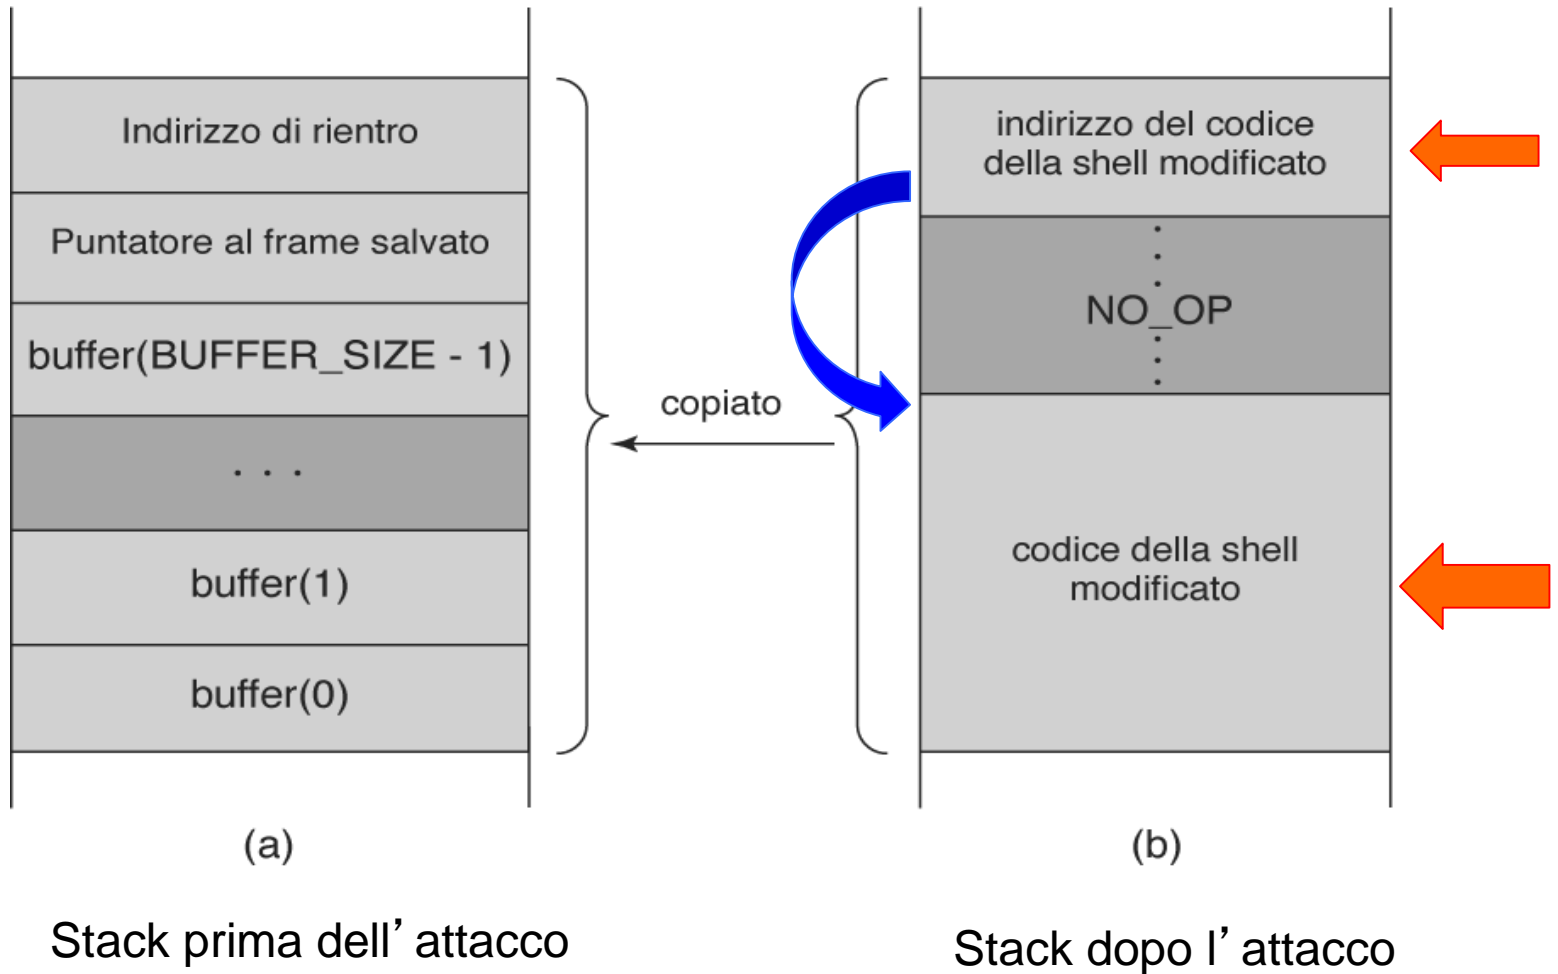 Indirizzo di rientro
Puntatore al frame salvato
buffer(BUFFER_SIZE - 1)
. . .
buffer(1)
buffer(0)
(a)
Stack prima dell’attacco
copiato
indirizzo del codice
della shell modificato
NO_OP
codice della shell
modificato
(b)
Stack dopo l’attacco